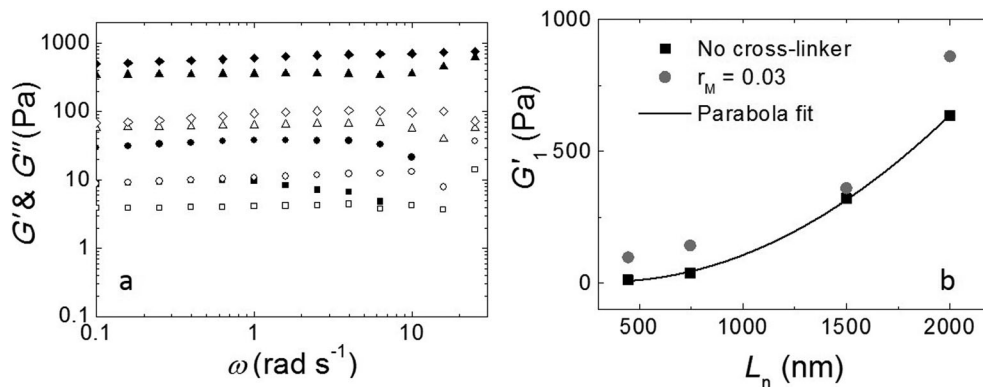 G' & G'' (Pa)
1000
100
10
1
0.1
0.1
1
10
ω (rad s⁻¹)
a
G'₁ (Pa)
1000
500
0
500
1000
1500
2000
Lₙ (nm)
No cross-linker
r_M = 0.03
Parabola fit
b